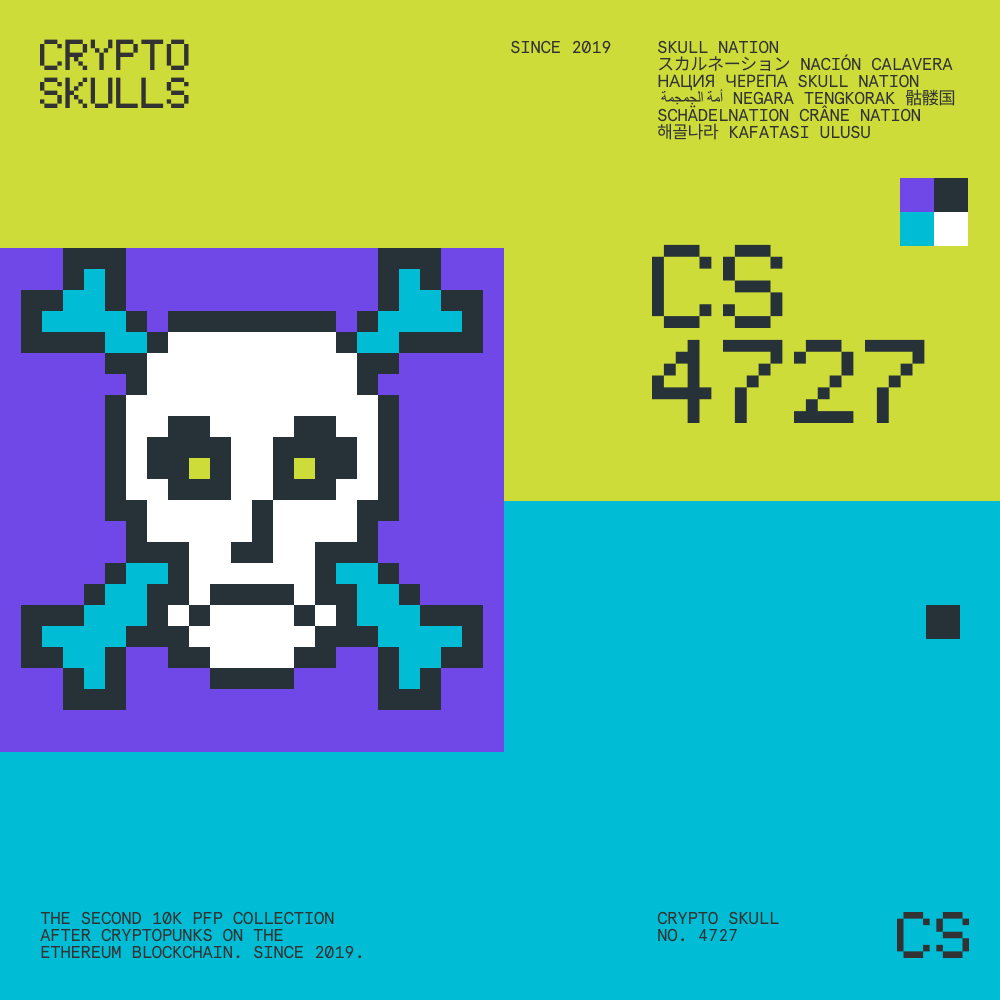 CRYPTO
SKULLS
SINCE 2019
SKULL NATION
スカルネーション NACIÓN CALAVERA
НАЦИЯ ЧЕРЕПА SKULL NATION
أمة الجمجمة NEGARA TENGKORAK 骷髅国
SCHÄDELNATION CRÂNE NATION
해골나라 KAFATASI ULUSU
CS
4727
THE SECOND 10K PFP COLLECTION
AFTER CRYPTOPUNKS ON THE
ETHEREUM BLOCKCHAIN. SINCE 2019.
CRYPTO SKULL
NO. 4727
CS